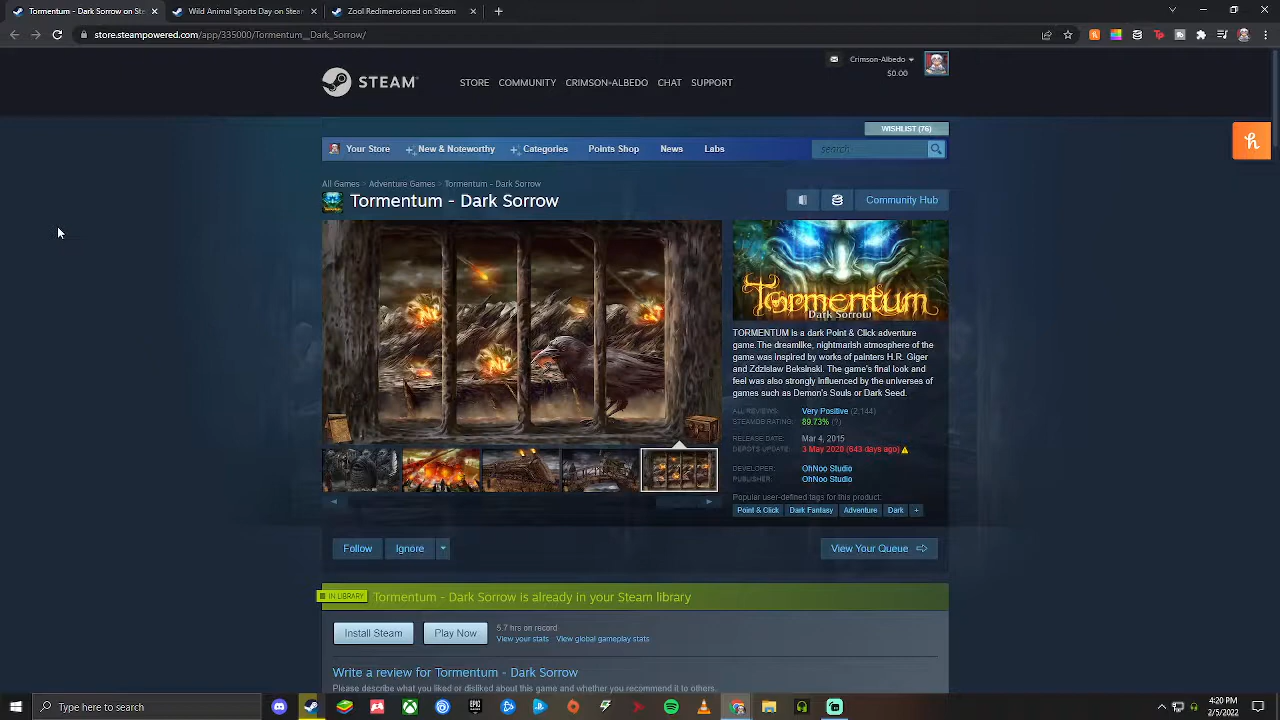 Tormentum - Dark Sorrow on Ste
Wild Animal Sports Day on Steam
Zool Redimensioned on Steam
store.steampowered.com/app/335000/Tormentum__Dark_Sorrow/
STEAM
STORE COMMUNITY CRIMSON-ALBEDO CHAT SUPPORT
Crimson-Albedo
$0.00
WISHLIST (76)
Your Store New & Noteworthy Categories Points Shop News Labs
search
All Games > Adventure Games > Tormentum - Dark Sorrow
Tormentum - Dark Sorrow
Community Hub
Tormentum
Dark Sorrow
TORMENTUM is a dark Point & Click adventure
game.The dreamlike, nightmarish atmosphere of the
game was inspired by works of painters H.R. Giger
and Zdzislaw Beksinski. The game's final look and
feel was also strongly influenced by the universes of
games such as Demon's Souls or Dark Seed.
ALL REVIEWS: Very Positive (2,144)
STEAMDB RATING: 89.73% (?)
RELEASE DATE: Mar 4, 2015
DEPOTS UPDATE: 3 May 2020 (643 days ago)
DEVELOPER: OhNoo Studio
PUBLISHER: OhNoo Studio
Popular user-defined tags for this product:
Point & Click Dark Fantasy Adventure Dark +
Follow Ignore View Your Queue
IN LIBRARY Tormentum - Dark Sorrow is already in your Steam library
Install Steam Play Now
5.7 hrs on record
View your stats View global gameplay stats
Write a review for Tormentum - Dark Sorrow
Please describe what you liked or disliked about this game and whether you recommend it to others.
Type here to search
4:20 PM
2/5/2022